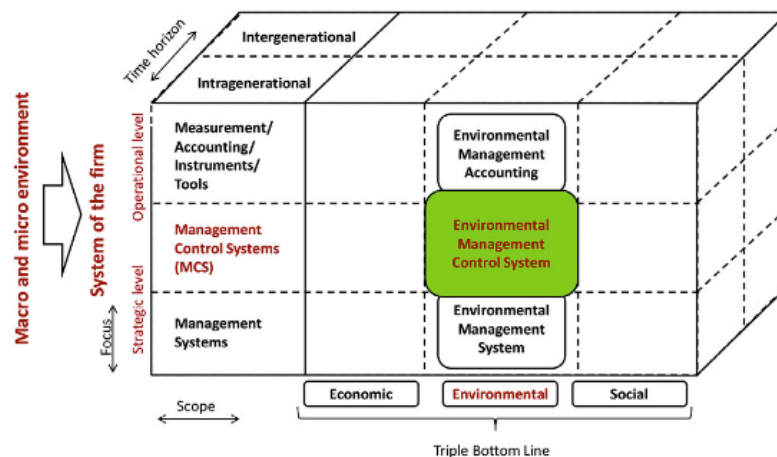 Time horizon
Intergenerational
Intragenerational
Macro and micro environment
System of the firm
Operational level
Strategic level
Focus
Measurement/
Accounting/
Instruments/
Tools
Environmental
Management
Accounting
Management
Control Systems
(MCS)
Environmental
Management
Control System
Management
Systems
Environmental
Management
System
Scope
Economic
Environmental
Social
Triple Bottom Line